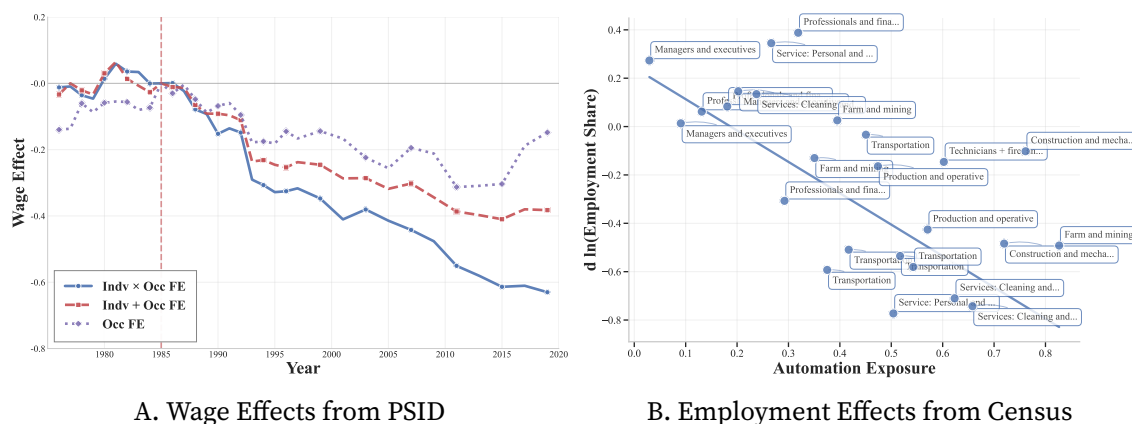 0.2
-0.0
-0.2
-0.4
-0.6
-0.8
Wage Effect
Indv × Occ FE
Indv + Occ FE
Occ FE
1980
1985
1990
1995
2000
2005
2010
2015
2020
Year
A. Wage Effects from PSID
0.4
0.2
0.0
−0.2
−0.4
−0.6
−0.8
d ln(Employment Share)
Professionals and fina...
Managers and executives
Service: Personal and ...
Services: Cleaning
Farm and mining
Managers and executives
Transportation
Construction and mecha...
Technicians +
Farm and
Production and operative
Professionals and fina...
Production and operative
Farm and mining
Construction and mecha...
Transportation
Transportation
Services: Cleaning and...
Services: Cleaning and...
0.0
0.1
0.2
0.3
0.4
0.5
0.6
0.7
0.8
Automation Exposure
B. Employment Effects from Census